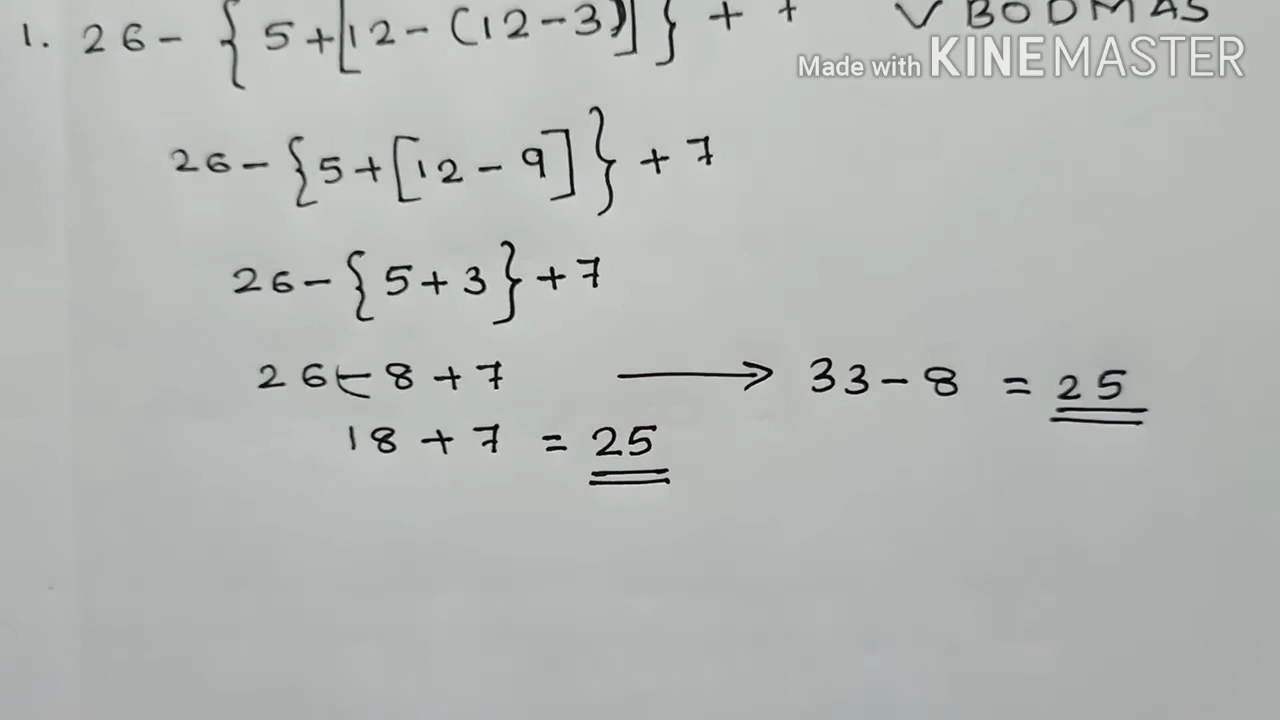 1. 26 - { 5 + [12 - (12 - 3)] } + 7 VBODMAS
Made with KINEMASTER
26 - { 5 + [12 - 9] } + 7
26 - { 5 + 3 } + 7
26 - 8 + 7 → 33 - 8 = 25
18 + 7 = 25